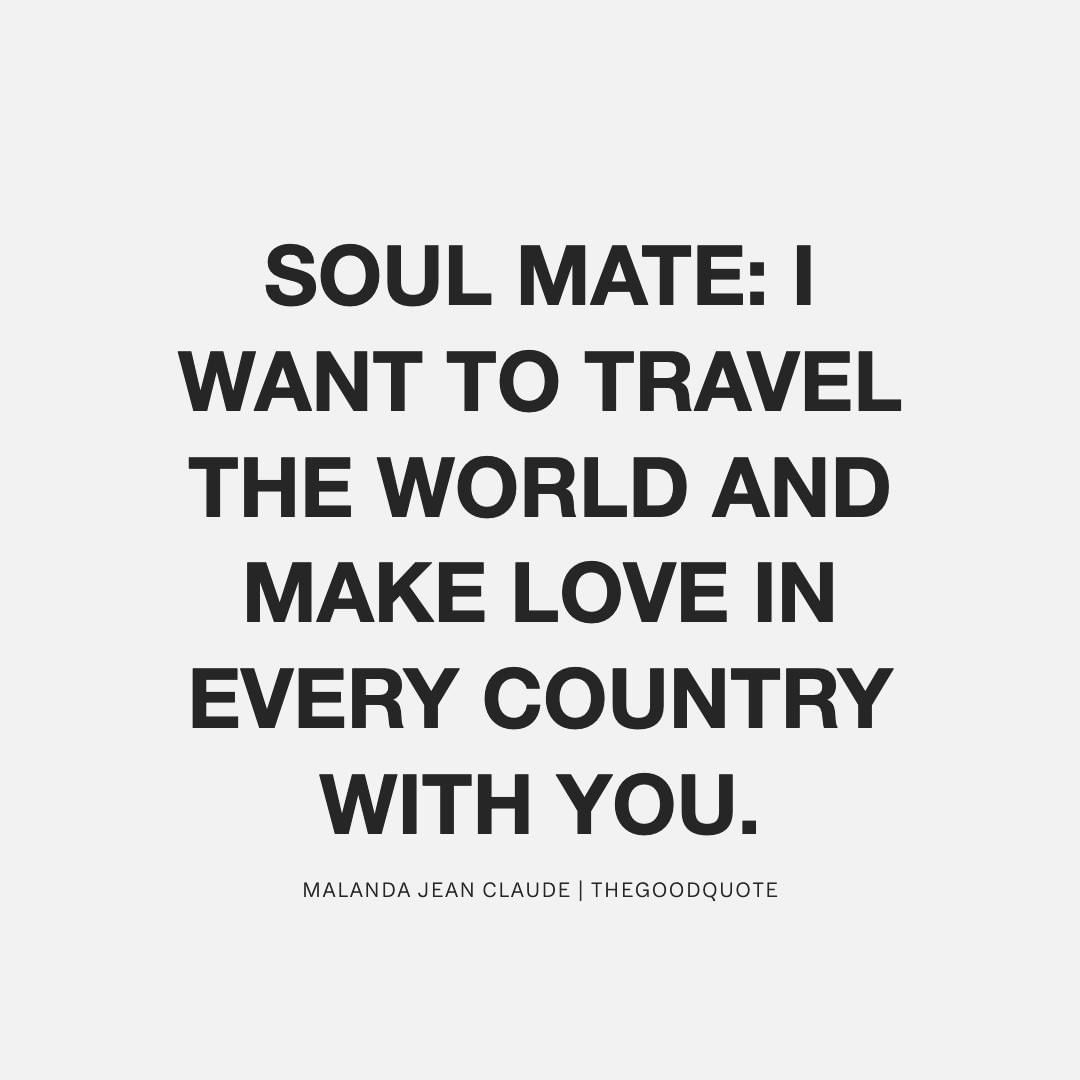 SOUL MATE: I
WANT TO TRAVEL
THE WORLD AND
MAKE LOVE IN
EVERY COUNTRY
WITH YOU.
MALANDA JEAN CLAUDE | THEGOODQUOTE